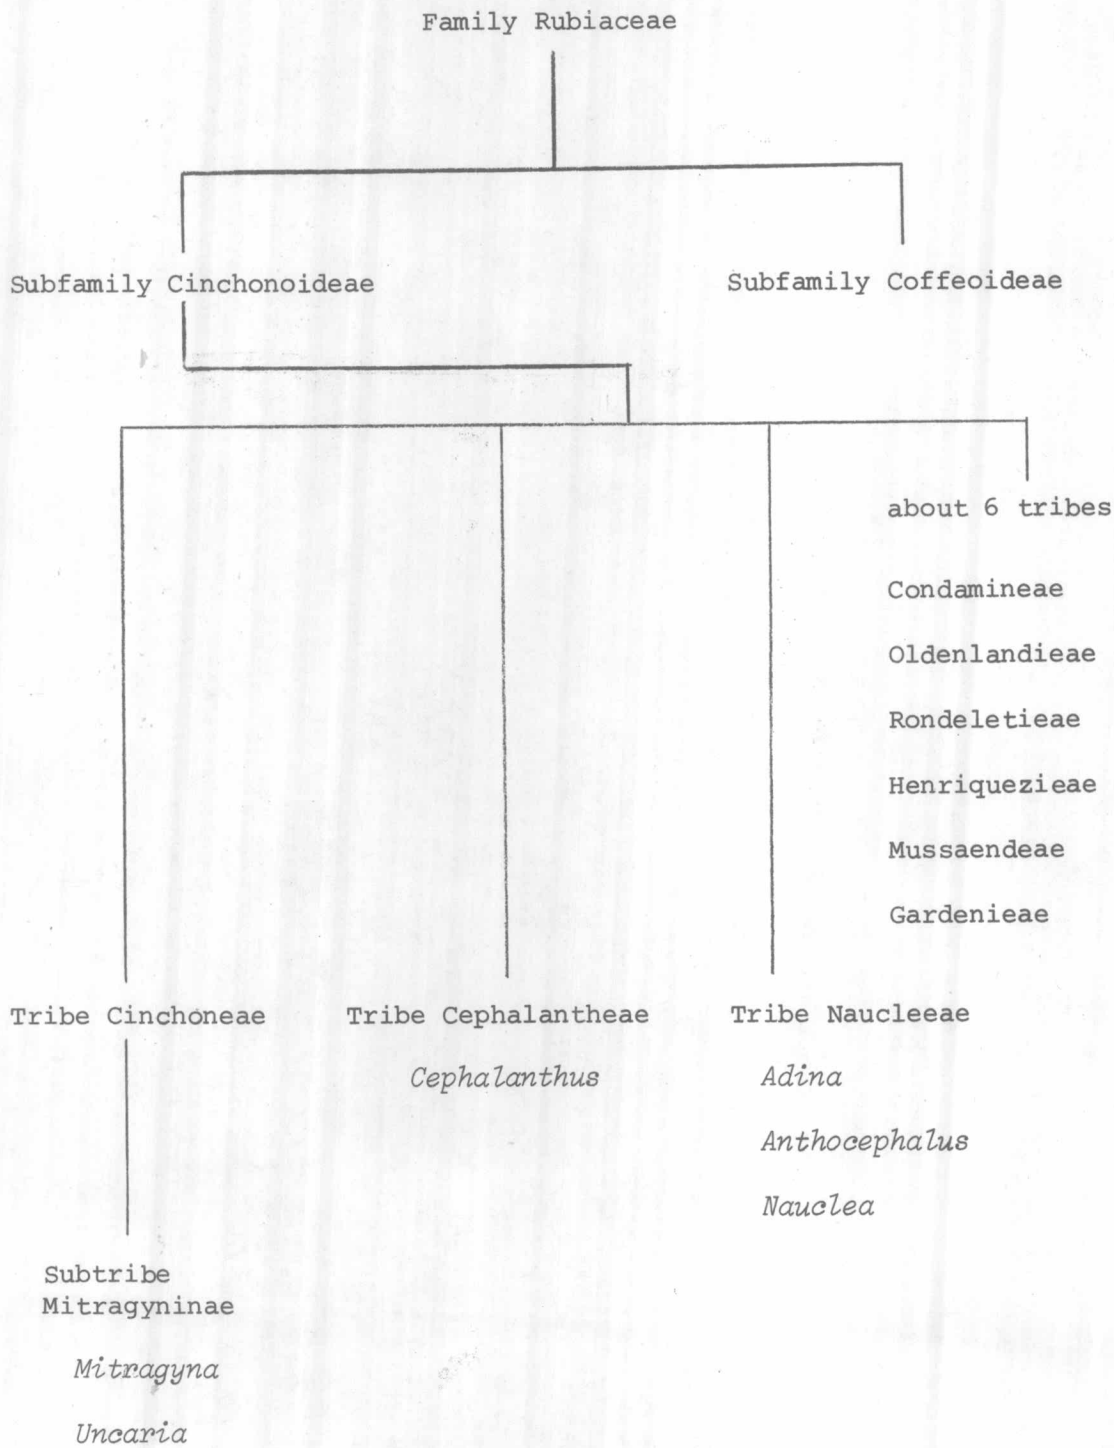 Family Rubiaceae
Subfamily Cinchonoideae
Subfamily Coffeoideae
about 6 tribes
Condamineae
Oldenlandieae
Rondeletieae
Henriquezieae
Mussaendeae
Gardenieae
Tribe Cinchoneae
Tribe Cephalantheae
Tribe Naucleeae
Cephalanthus
Adina
Anthocephalus
Nauclea
Subtribe
Mitragyninae
Mitragyna
Uncaria